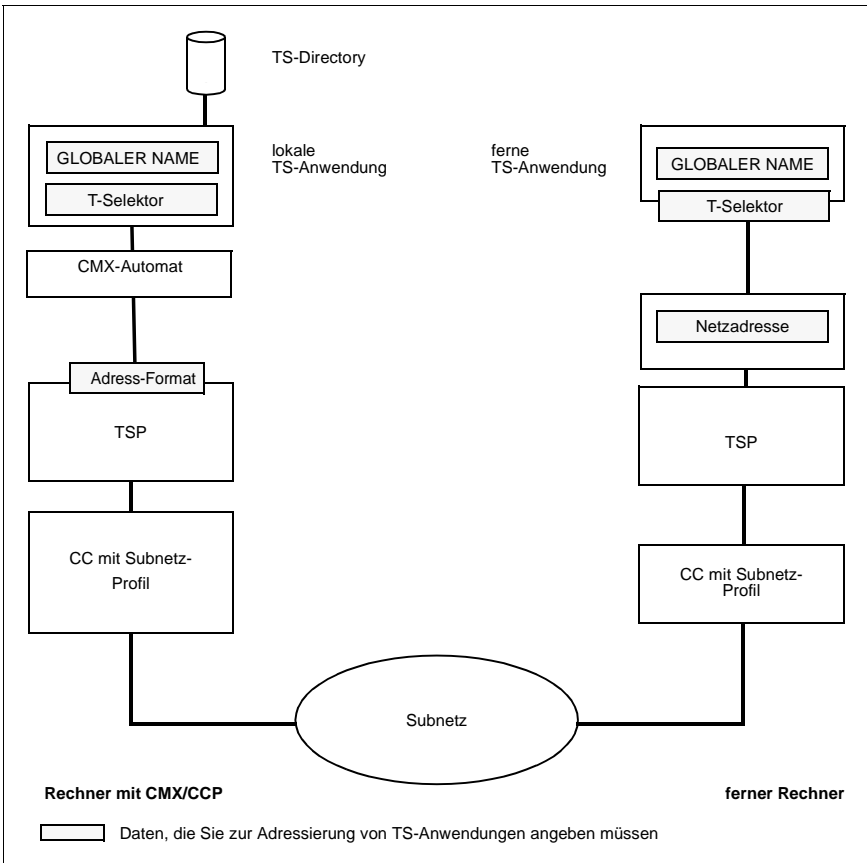 TS-Directory
GLOBALER NAME
T-Selektor
lokale
TS-Anwendung
ferne
TS-Anwendung
GLOBALER NAME
T-Selektor
CMX-Automat
Netzadresse
Adress-Format
TSP
TSP
CC mit Subnetz-
Profil
CC mit Subnetz-
Profil
Subnetz
Rechner mit CMX/CCP
ferner Rechner
Daten, die Sie zur Adressierung von TS-Anwendungen angeben müssen